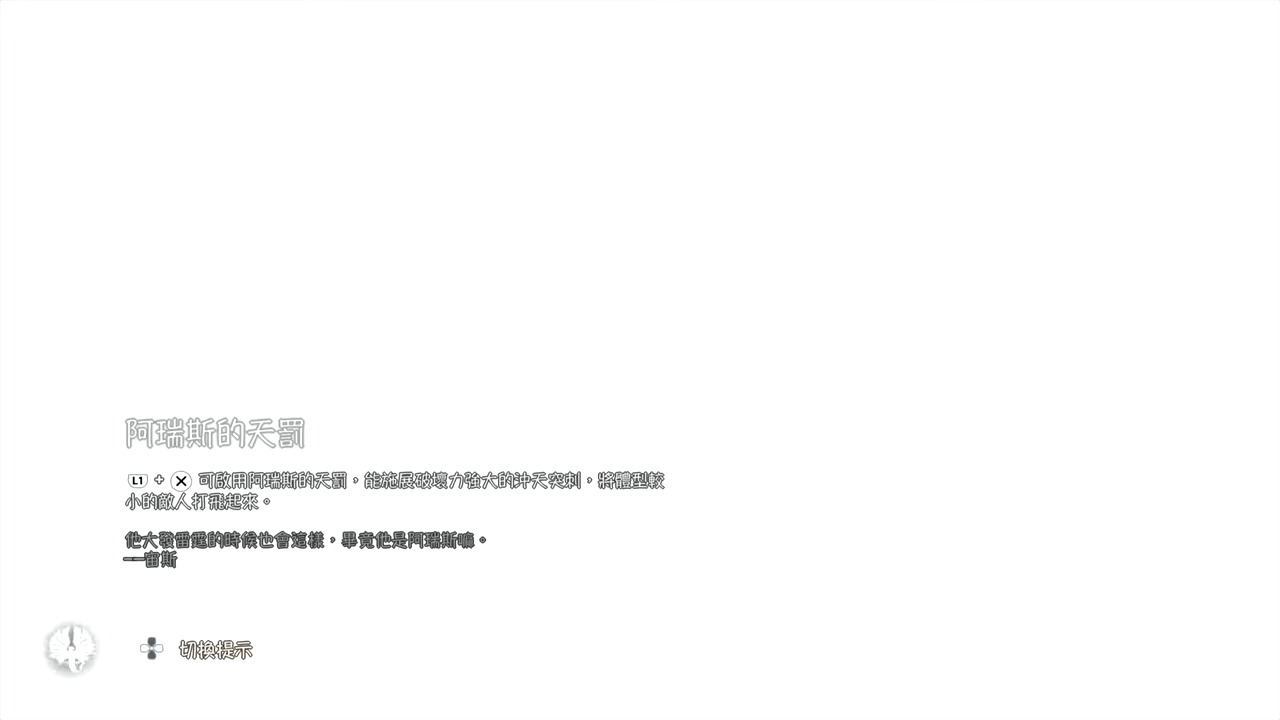 阿瑞斯的天罰
L1 + X 可啟用阿瑞斯的天罰，能施展破壞力強大的沖天突刺，將體型較
小的敵人打飛起來。
他大發雷霆的時候也會這樣，畢竟他是阿瑞斯嘛。
——宙斯
切換提示